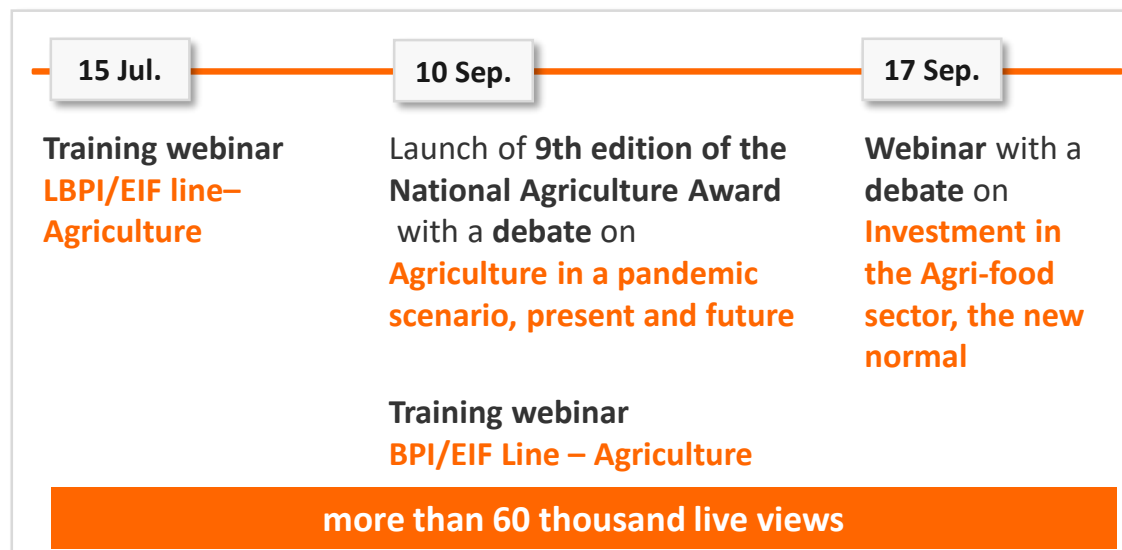 15 Jul.
Training webinar
LBPI/EIF line–
Agriculture
10 Sep.
Launch of 9th edition of the
National Agriculture Award
with a debate on
Agriculture in a pandemic
scenario, present and future
Training webinar
BPI/EIF Line – Agriculture
17 Sep.
Webinar with a
debate on
Investment in
the Agri-food
sector, the new
normal
more than 60 thousand live views